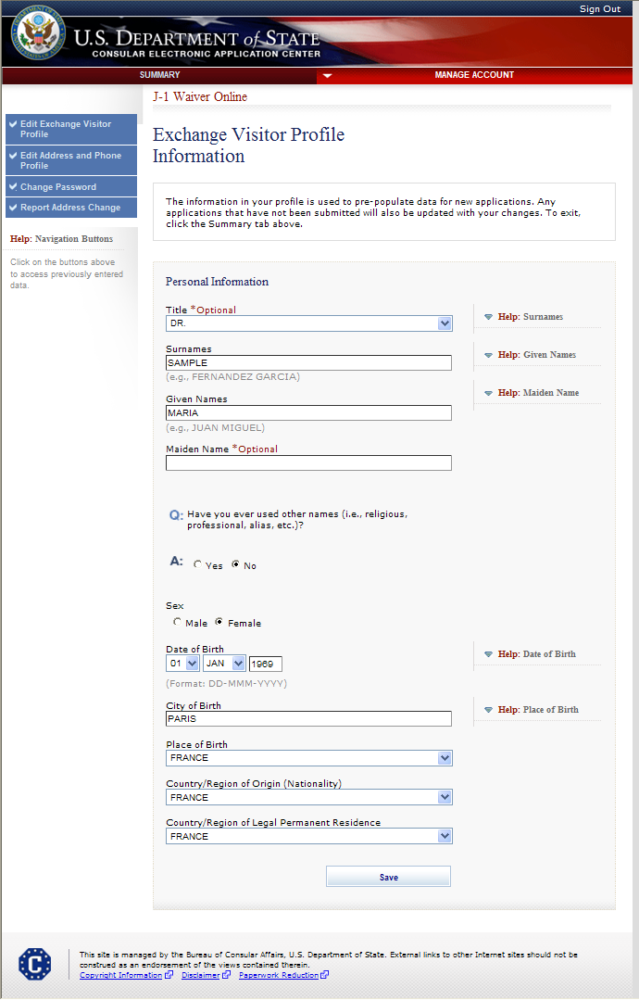 Sign Out
U.S. DEPARTMENT of STATE
CONSULAR ELECTRONIC APPLICATION CENTER
SUMMARY
MANAGE ACCOUNT
J-1 Waiver Online
Edit Exchange Visitor
Profile
Edit Address and Phone
Profile
Change Password
Report Address Change
Help: Navigation Buttons
Click on the buttons above
to access previously entered
data.
Exchange Visitor Profile
Information
The information in your profile is used to pre-populate data for new applications. Any
applications that have not been submitted will also be updated with your changes. To exit,
click the Summary tab above.
Personal Information
Title *Optional
DR.
Help: Surnames
Surnames
SAMPLE
(e.g., FERNANDEZ GARCIA)
Help: Given Names
Given Names
MARIA
(e.g., JUAN MIGUEL)
Help: Maiden Name
Maiden Name *Optional
Q: Have you ever used other names (i.e., religious,
professional, alias, etc.)?
A: Yes No
Sex
Male Female
Date of Birth
01 JAN 1969
(Format: DD-MMM-YYYY)
Help: Date of Birth
City of Birth
PARIS
Help: Place of Birth
Place of Birth
FRANCE
Country/Region of Origin (Nationality)
FRANCE
Country/Region of Legal Permanent Residence
FRANCE
Save
This site is managed by the Bureau of Consular Affairs, U.S. Department of State. External links to other Internet sites should not be
construed as an endorsement of the views contained therein.
Copyright Information Disclaimer Paperwork Reduction